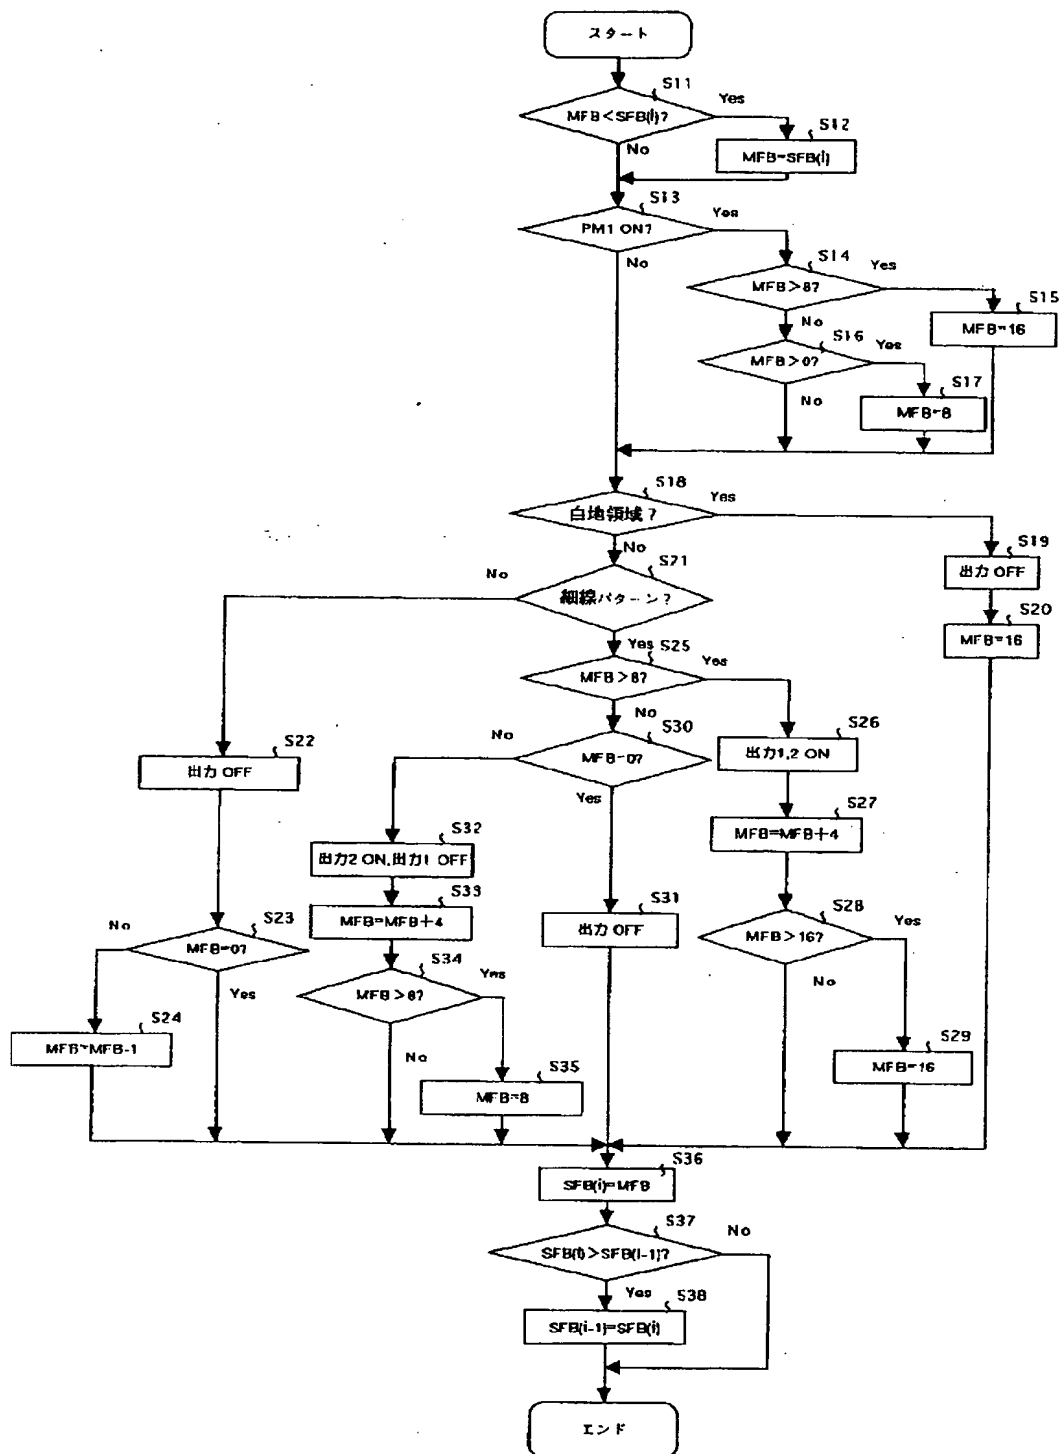 スタート
S11
MFB<SFB(i)?
Yes
No
S12
MFB=SFB(i)
S13
PM1 ON?
Yes
No
S14
MFB>8?
Yes
No
S15
MFB=16
S16
MFB>0?
Yes
No
S17
MFB=8
S18
白地領域?
Yes
No
S19
出力 OFF
S20
MFB=16
S21
細線パターン?
No
Yes
S25
MFB>8?
Yes
No
S22
出力 OFF
S30
MFB=0?
No
Yes
S26
出力1,2 ON
S27
MFB=MFB+4
S32
出力2 ON,出力1 OFF
S33
MFB=MFB+4
S31
出力 OFF
S28
MFB>16?
Yes
No
S23
MFB=0?
No
Yes
S34
MFB>8?
Yes
No
S24
MFB=MFB-1
S35
MFB=8
S29
MFB=16
S36
SFB(i)=MFB
S37
SFB(i)>SFB(i-1)?
No
Yes
S38
SFB(i-1)=SFB(i)
エンド